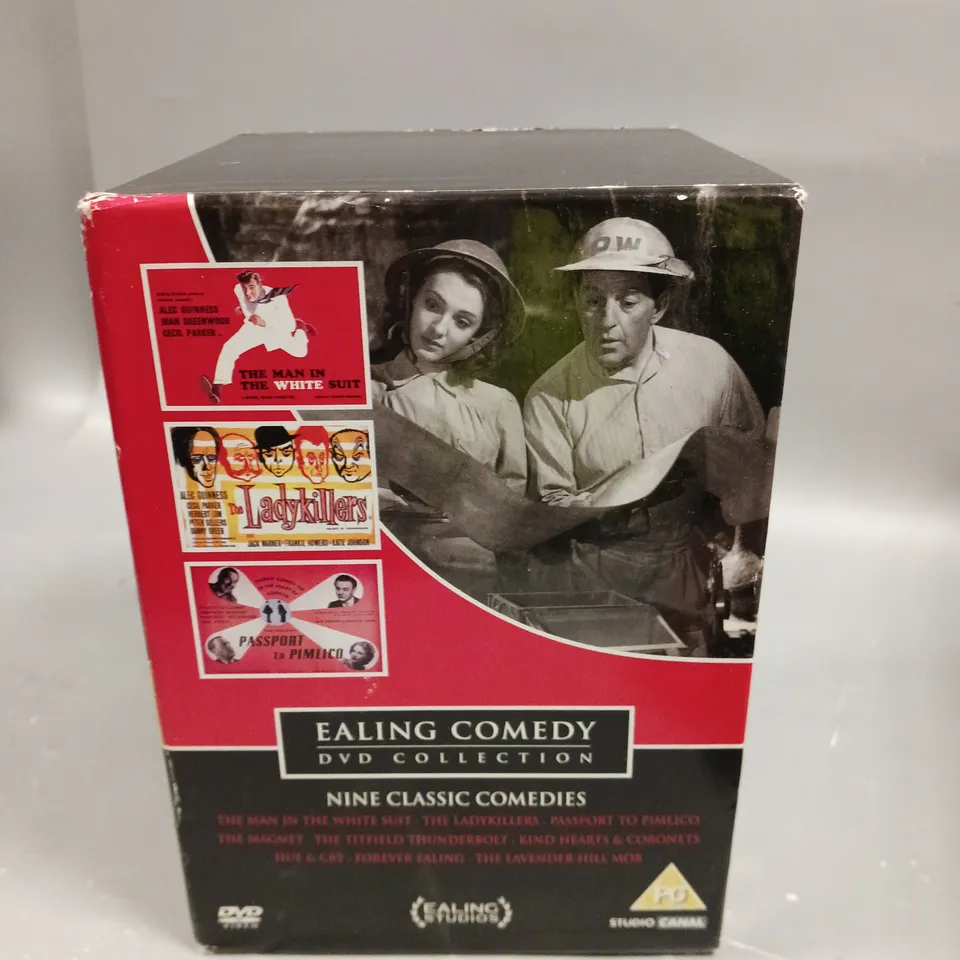 PW
ALEC GUINNESS
JOAN GREENWOOD
CECIL PARKER
THE MAN IN
THE WHITE SUIT
ALEC GUINNESS
CECIL PARKER
HERBERT LOM
PETER SELLERS
DANNY GREEN
The Ladykillers
JACK WARNER · FRANKIE HOWERD · KATIE JOHNSON
PASSPORT
to PIMLICO
EALING COMEDY
DVD COLLECTION
NINE CLASSIC COMEDIES
THE MAN IN THE WHITE SUIT · THE LADYKILLERS · PASSPORT TO PIMLICO
THE MAGNET · THE TITFIELD THUNDERBOLT · KIND HEARTS & CORONETS
HUE & CRY · FOREVER EALING · THE LAVENDER HILL MOB
DVD
VIDEO
EALING
STUDIOS
PG
STUDIO CANAL